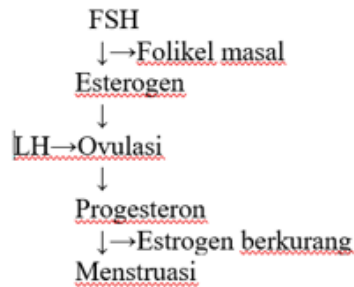 FSH
↓→Folikel masal
Esterogen
↓
LH→Ovulasi
↓
Progesteron
↓→Estrogen berkurang
Menstruasi